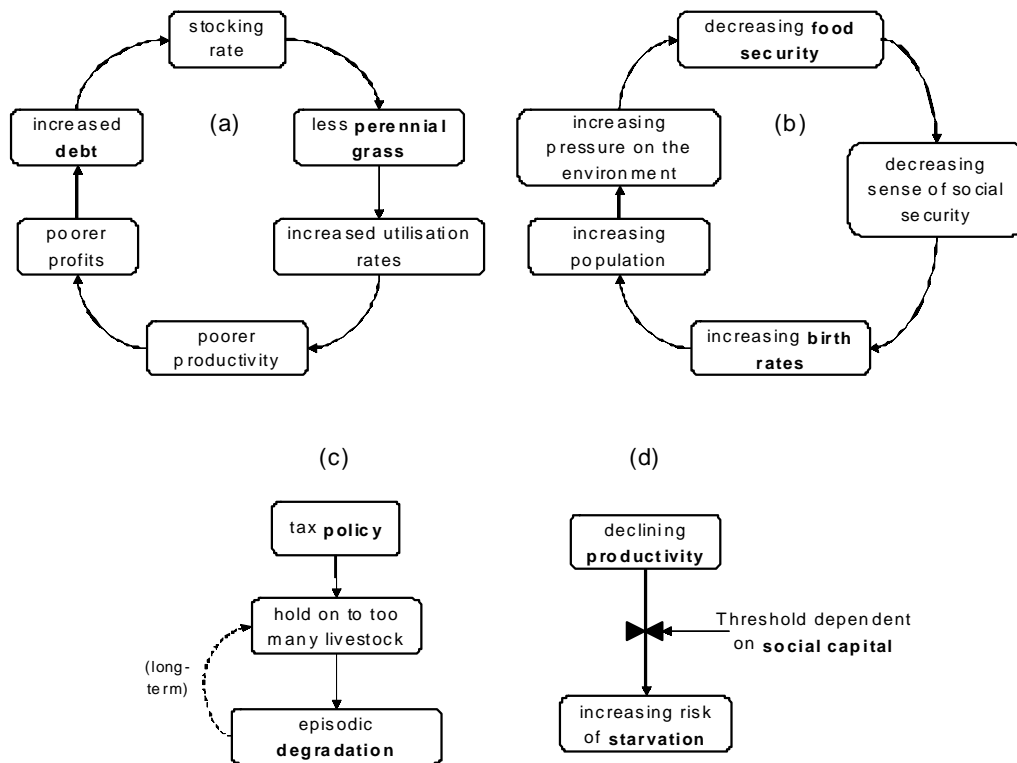 stocking
rate
(a)
less perennial
grass
increased utilisation
rates
poorer
productivity
poorer
profits
increased
debt
decreasing food
security
(b)
decreasing
sense of social
security
increasing birth
rates
increasing
population
increasing
pressure on the
environment
(c)
tax policy
hold on to too
many livestock
(long-
term)
episodic
degradation
(d)
declining
productivity
Threshold dependent
on social capital
increasing risk
of starvation